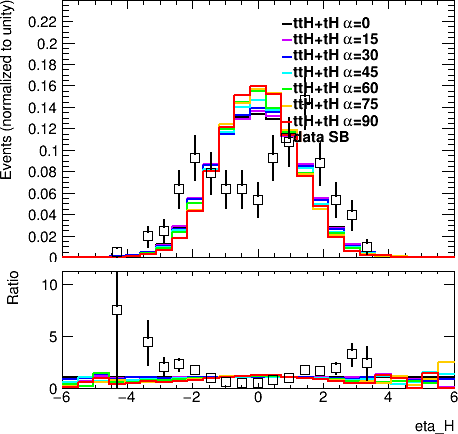 Events (normalized to unity)
0.22
0.2
0.18
0.16
0.14
0.12
0.1
0.08
0.06
0.04
0.02
0
ttH+tH α=0
ttH+tH α=15
ttH+tH α=30
ttH+tH α=45
ttH+tH α=60
ttH+tH α=75
ttH+tH α=90
data SB
Ratio
10
5
0
−6 −4 −2 0 2 4 6
eta_H